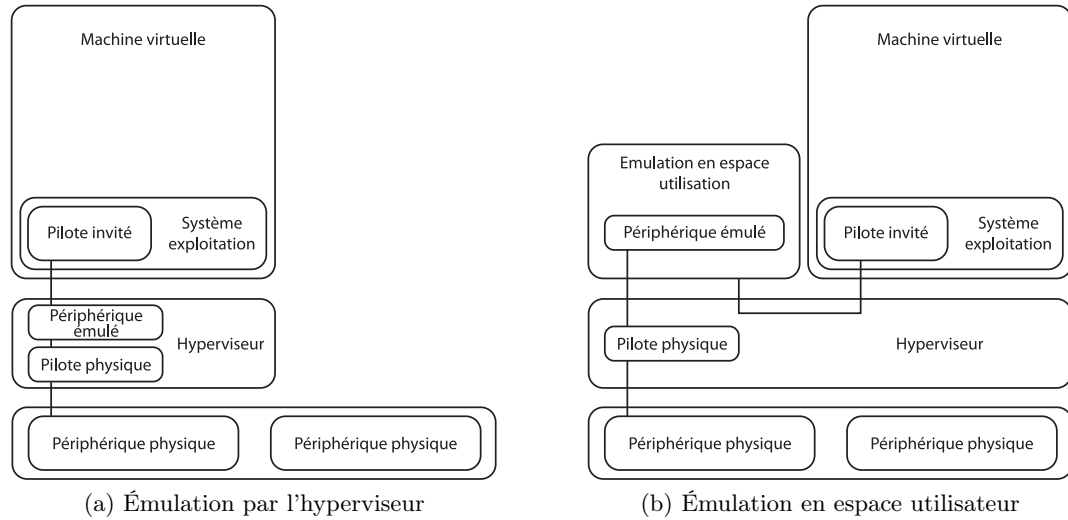 Machine virtuelle
Pilote invité
Système
exploitation
Périphérique
émulé
Pilote physique
Hyperviseur
Périphérique physique
Périphérique physique
(a) Émulation par l'hyperviseur
Machine virtuelle
Emulation en espace
utilisation
Périphérique émulé
Pilote invité
Système
exploitation
Pilote physique
Hyperviseur
Périphérique physique
Périphérique physique
(b) Émulation en espace utilisateur